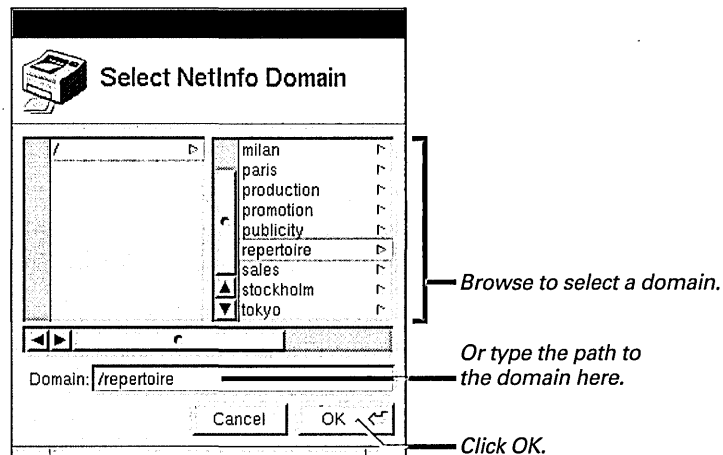 Select NetInfo Domain
/
milan
paris
production
promotion
publicity
repertoire
sales
stockholm
tokyo
Browse to select a domain.
Or type the path to
the domain here.
Domain: /repertoire
Cancel
OK
Click OK.